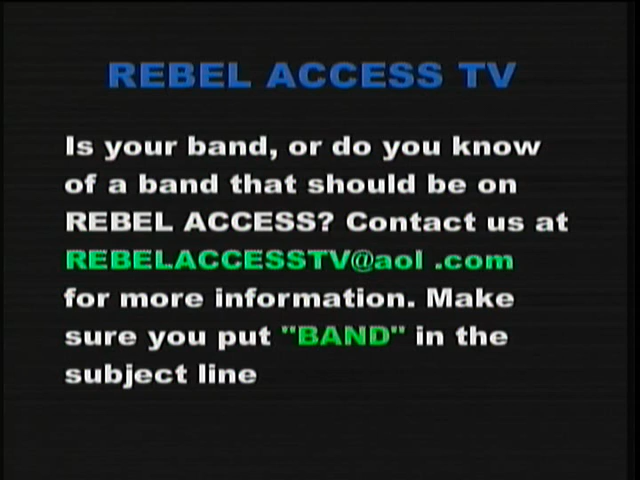 REBEL ACCESS TV
Is your band, or do you know
of a band that should be on
REBEL ACCESS? Contact us at
REBELACCESSTV@aol .com
for more information. Make
sure you put "BAND" in the
subject line